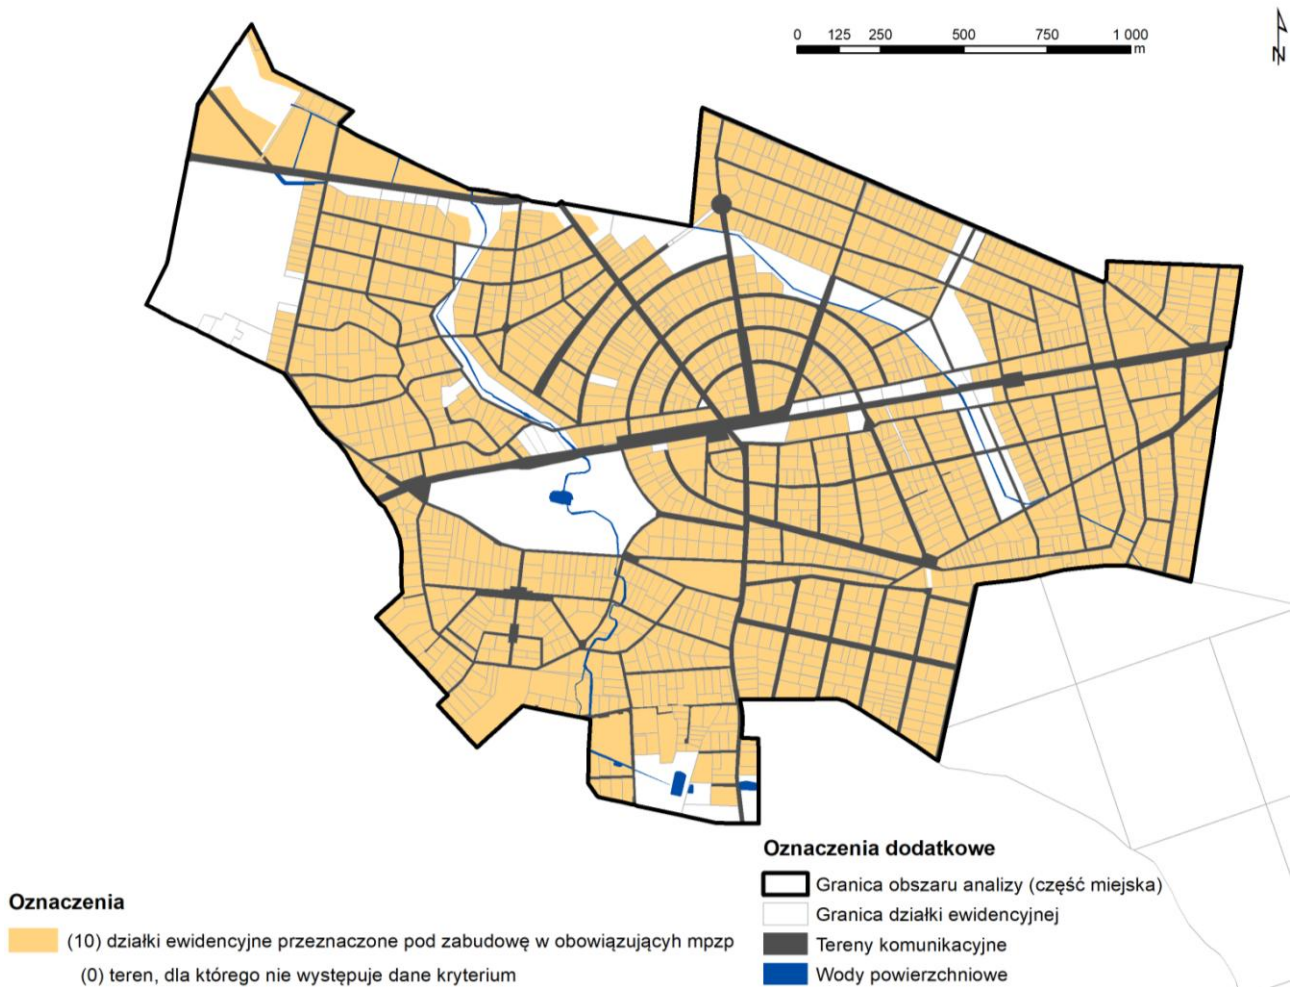 0 125 250 500 750 1 000
m
N
Oznaczenia dodatkowe
Granica obszaru analizy (część miejska)
Granica działki ewidencyjnej
Tereny komunikacyjne
Wody powierzchniowe
Oznaczenia
(10) działki ewidencyjne przeznaczone pod zabudowę w obowiązujących mpzp
(0) teren, dla którego nie występuje dane kryterium